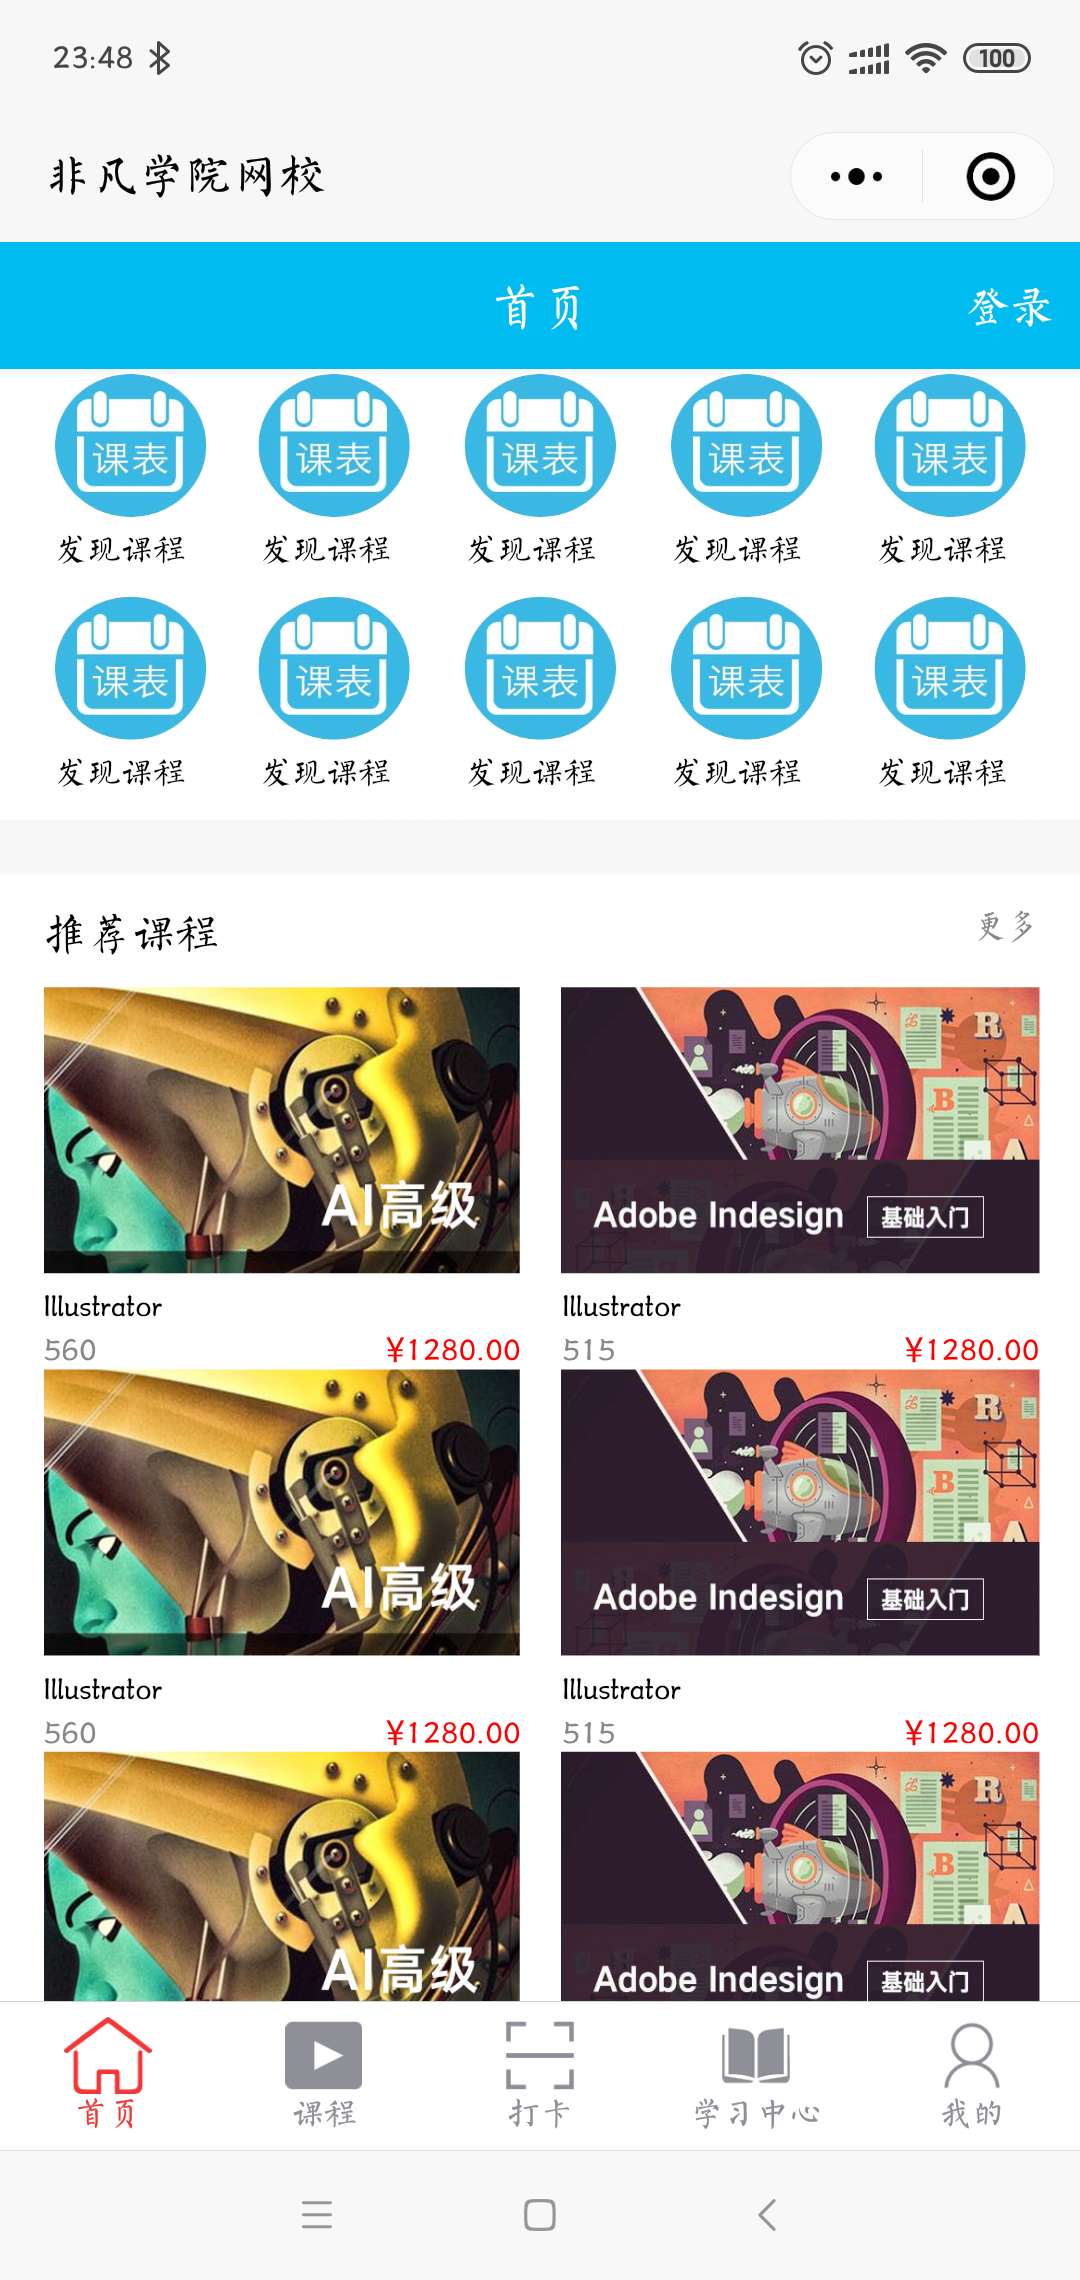 23:48 100
非凡学院网校
首页 登录
课表 课表 课表 课表 课表
发现课程 发现课程 发现课程 发现课程 发现课程
课表 课表 课表 课表 课表
发现课程 发现课程 发现课程 发现课程 发现课程
推荐课程 更多
R
B
A
AI高级 Adobe Indesign 基础入门
Illustrator Illustrator
560 ¥1280.00 515 ¥1280.00
R
B
A
AI高级 Adobe Indesign 基础入门
Illustrator Illustrator
560 ¥1280.00 515 ¥1280.00
R
B
A
AI高级 Adobe Indesign 基础入门
首页 课程 打卡 学习中心 我的